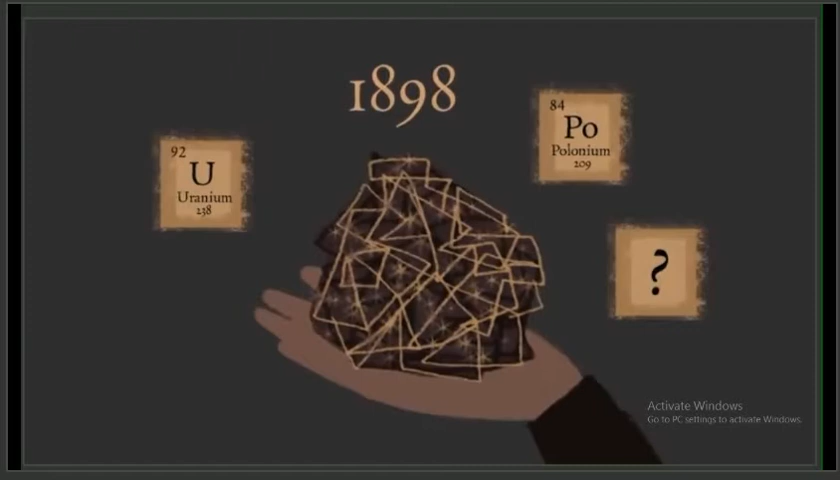 1898
92
U
Uranium
238
84
Po
Polonium
209
?
Activate Windows
Go to PC settings to activate Windows.